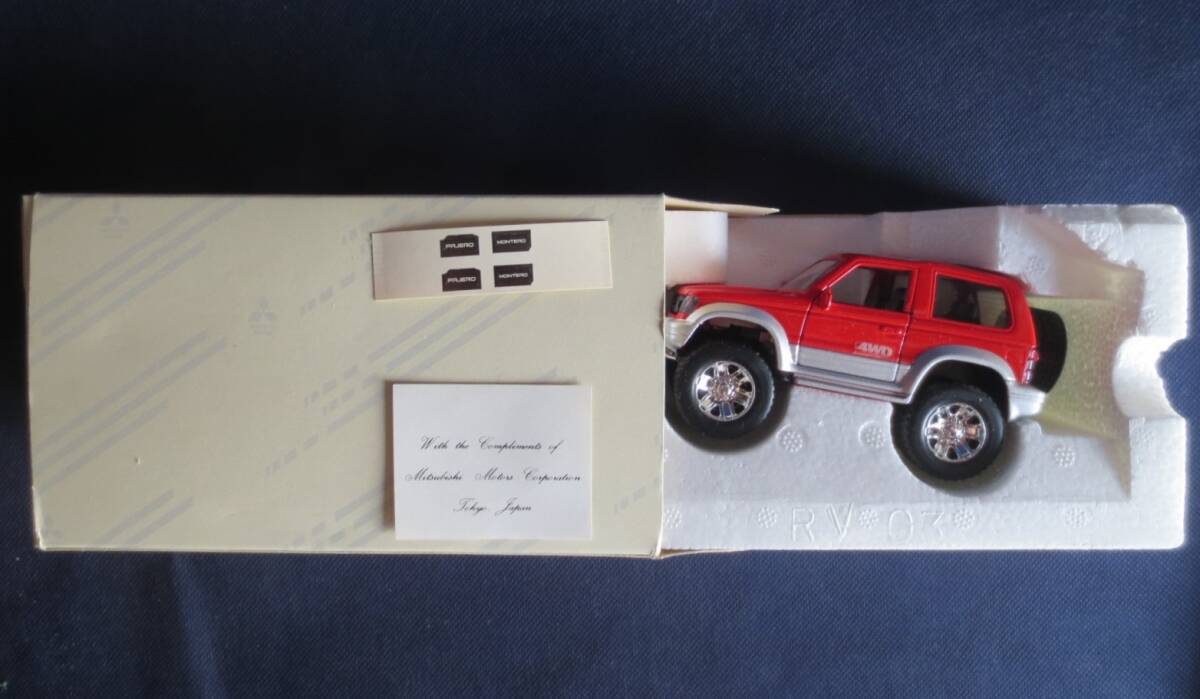 PAJERO MONTERO
PAJERO MONTERO
4WD
With the Complements of
Mitsubishi Motors Corporation
Tokyo Japan
RV 03